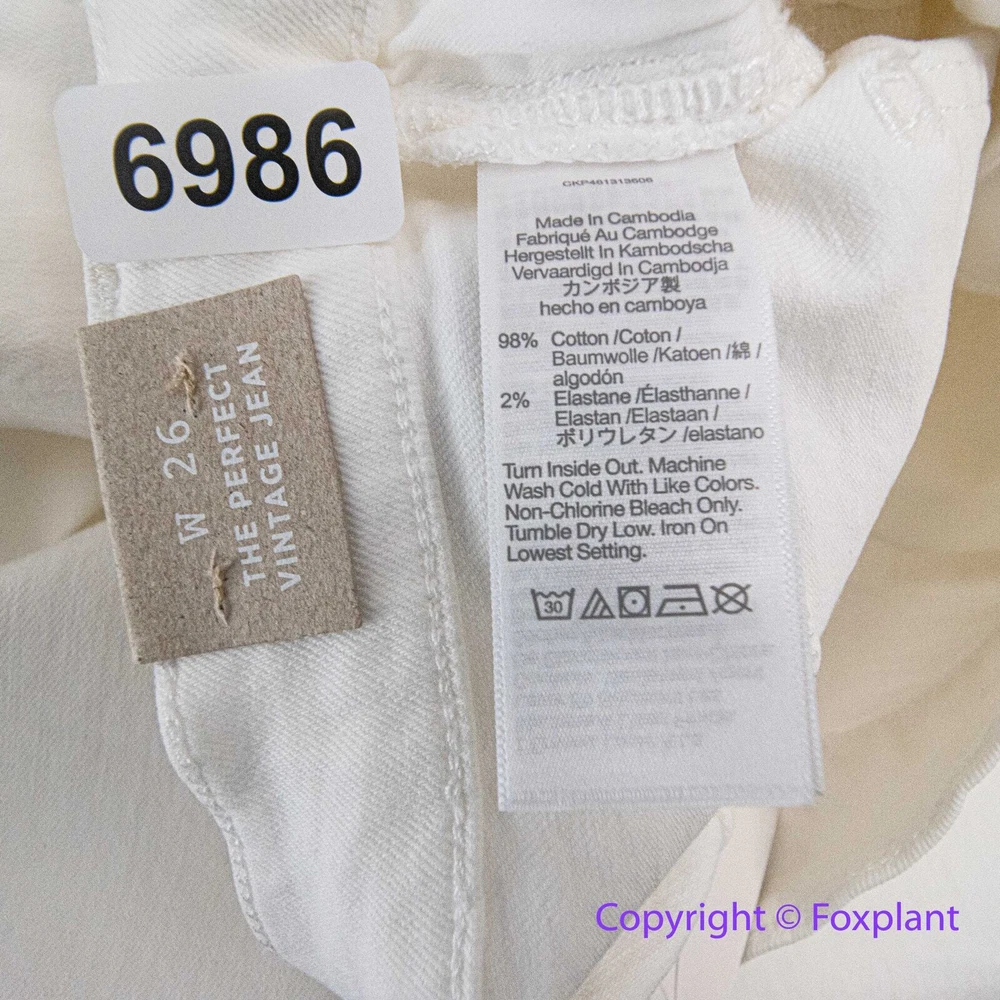 6986
W 26
THE PERFECT
VINTAGE JEAN
CKP461313606
Made In Cambodia
Fabriqué Au Cambodge
Hergestellt In Kambodscha
Vervaardigd In Cambodja
カンボジア製
hecho en camboya
98% Cotton /Coton /
Baumwolle /Katoen /綿 /
algodón
2% Elastane /Élasthanne /
Elastan /Elastaan /
ポリウレタン /elastano
Turn Inside Out. Machine
Wash Cold With Like Colors.
Non-Chlorine Bleach Only.
Tumble Dry Low. Iron On
Lowest Setting.
30
Copyright © Foxplant